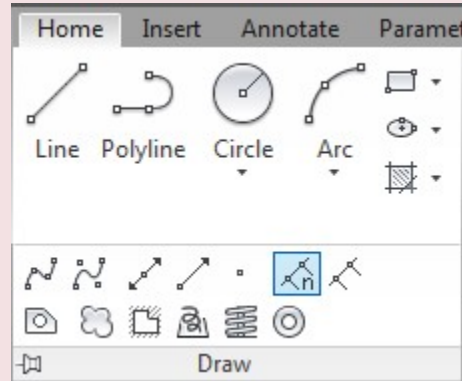 Home Insert Annotate Paramet
Line Polyline Circle Arc
n
Draw